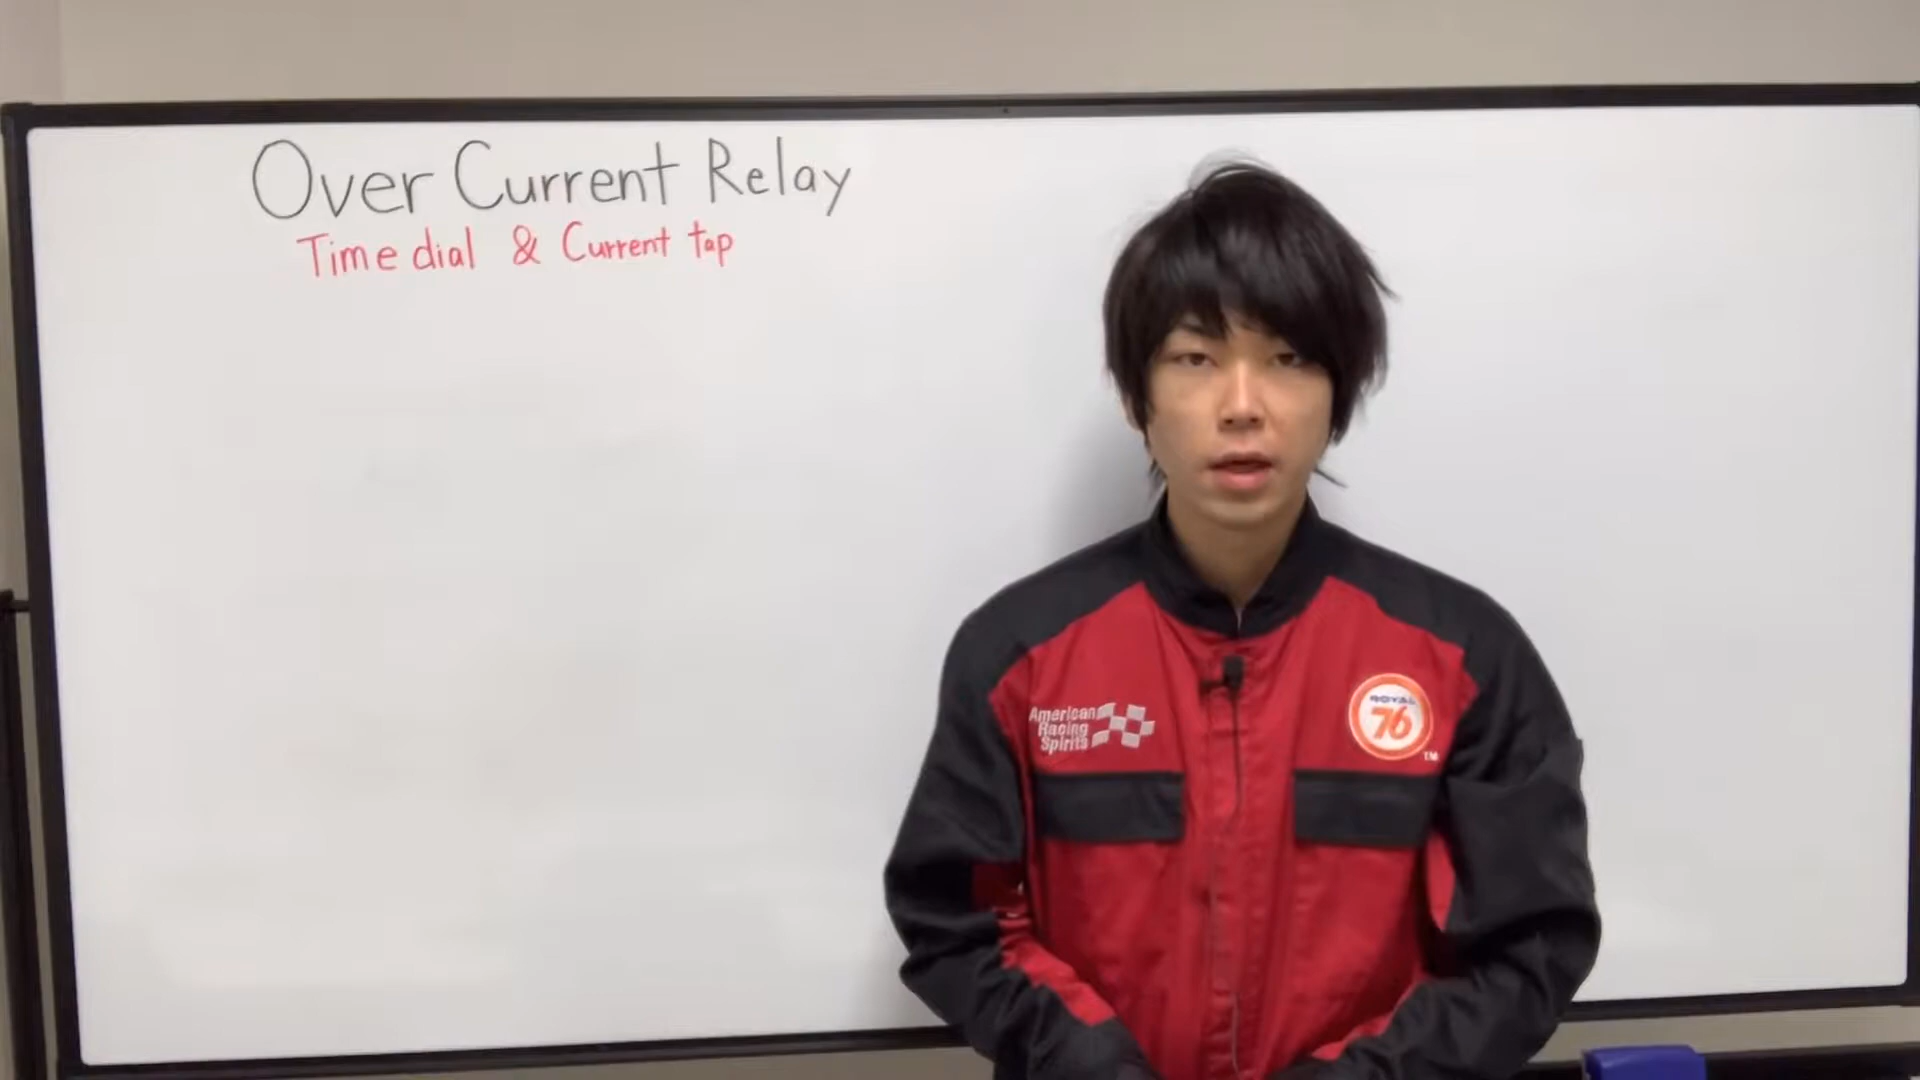 Over Current Relay
Time dial & Current tap
American
Racing
Spirits
ROYAL
76
TM